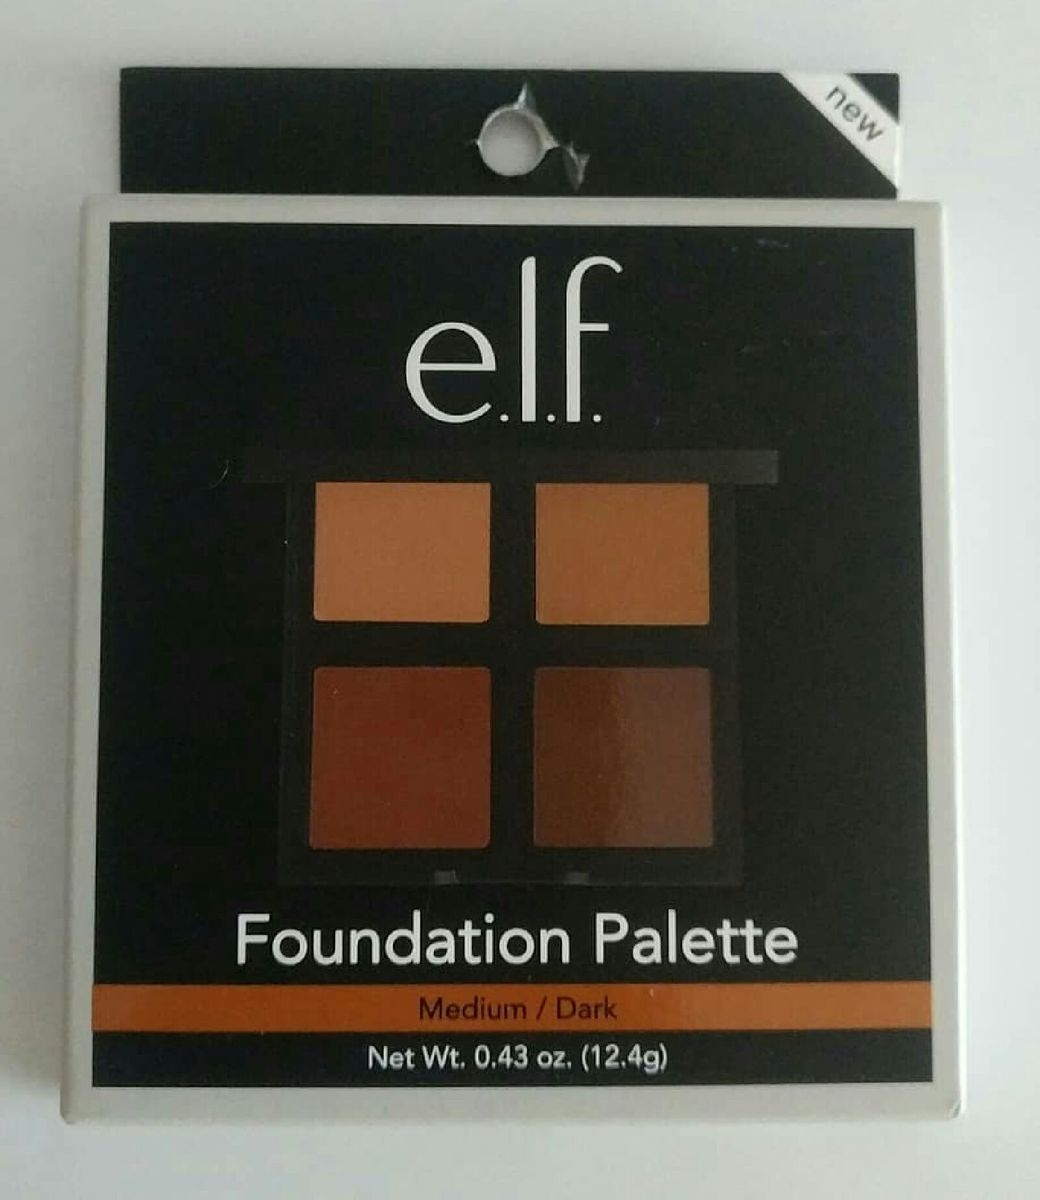 new
e.l.f.
Foundation Palette
Medium / Dark
Net Wt. 0.43 oz. (12.4g)